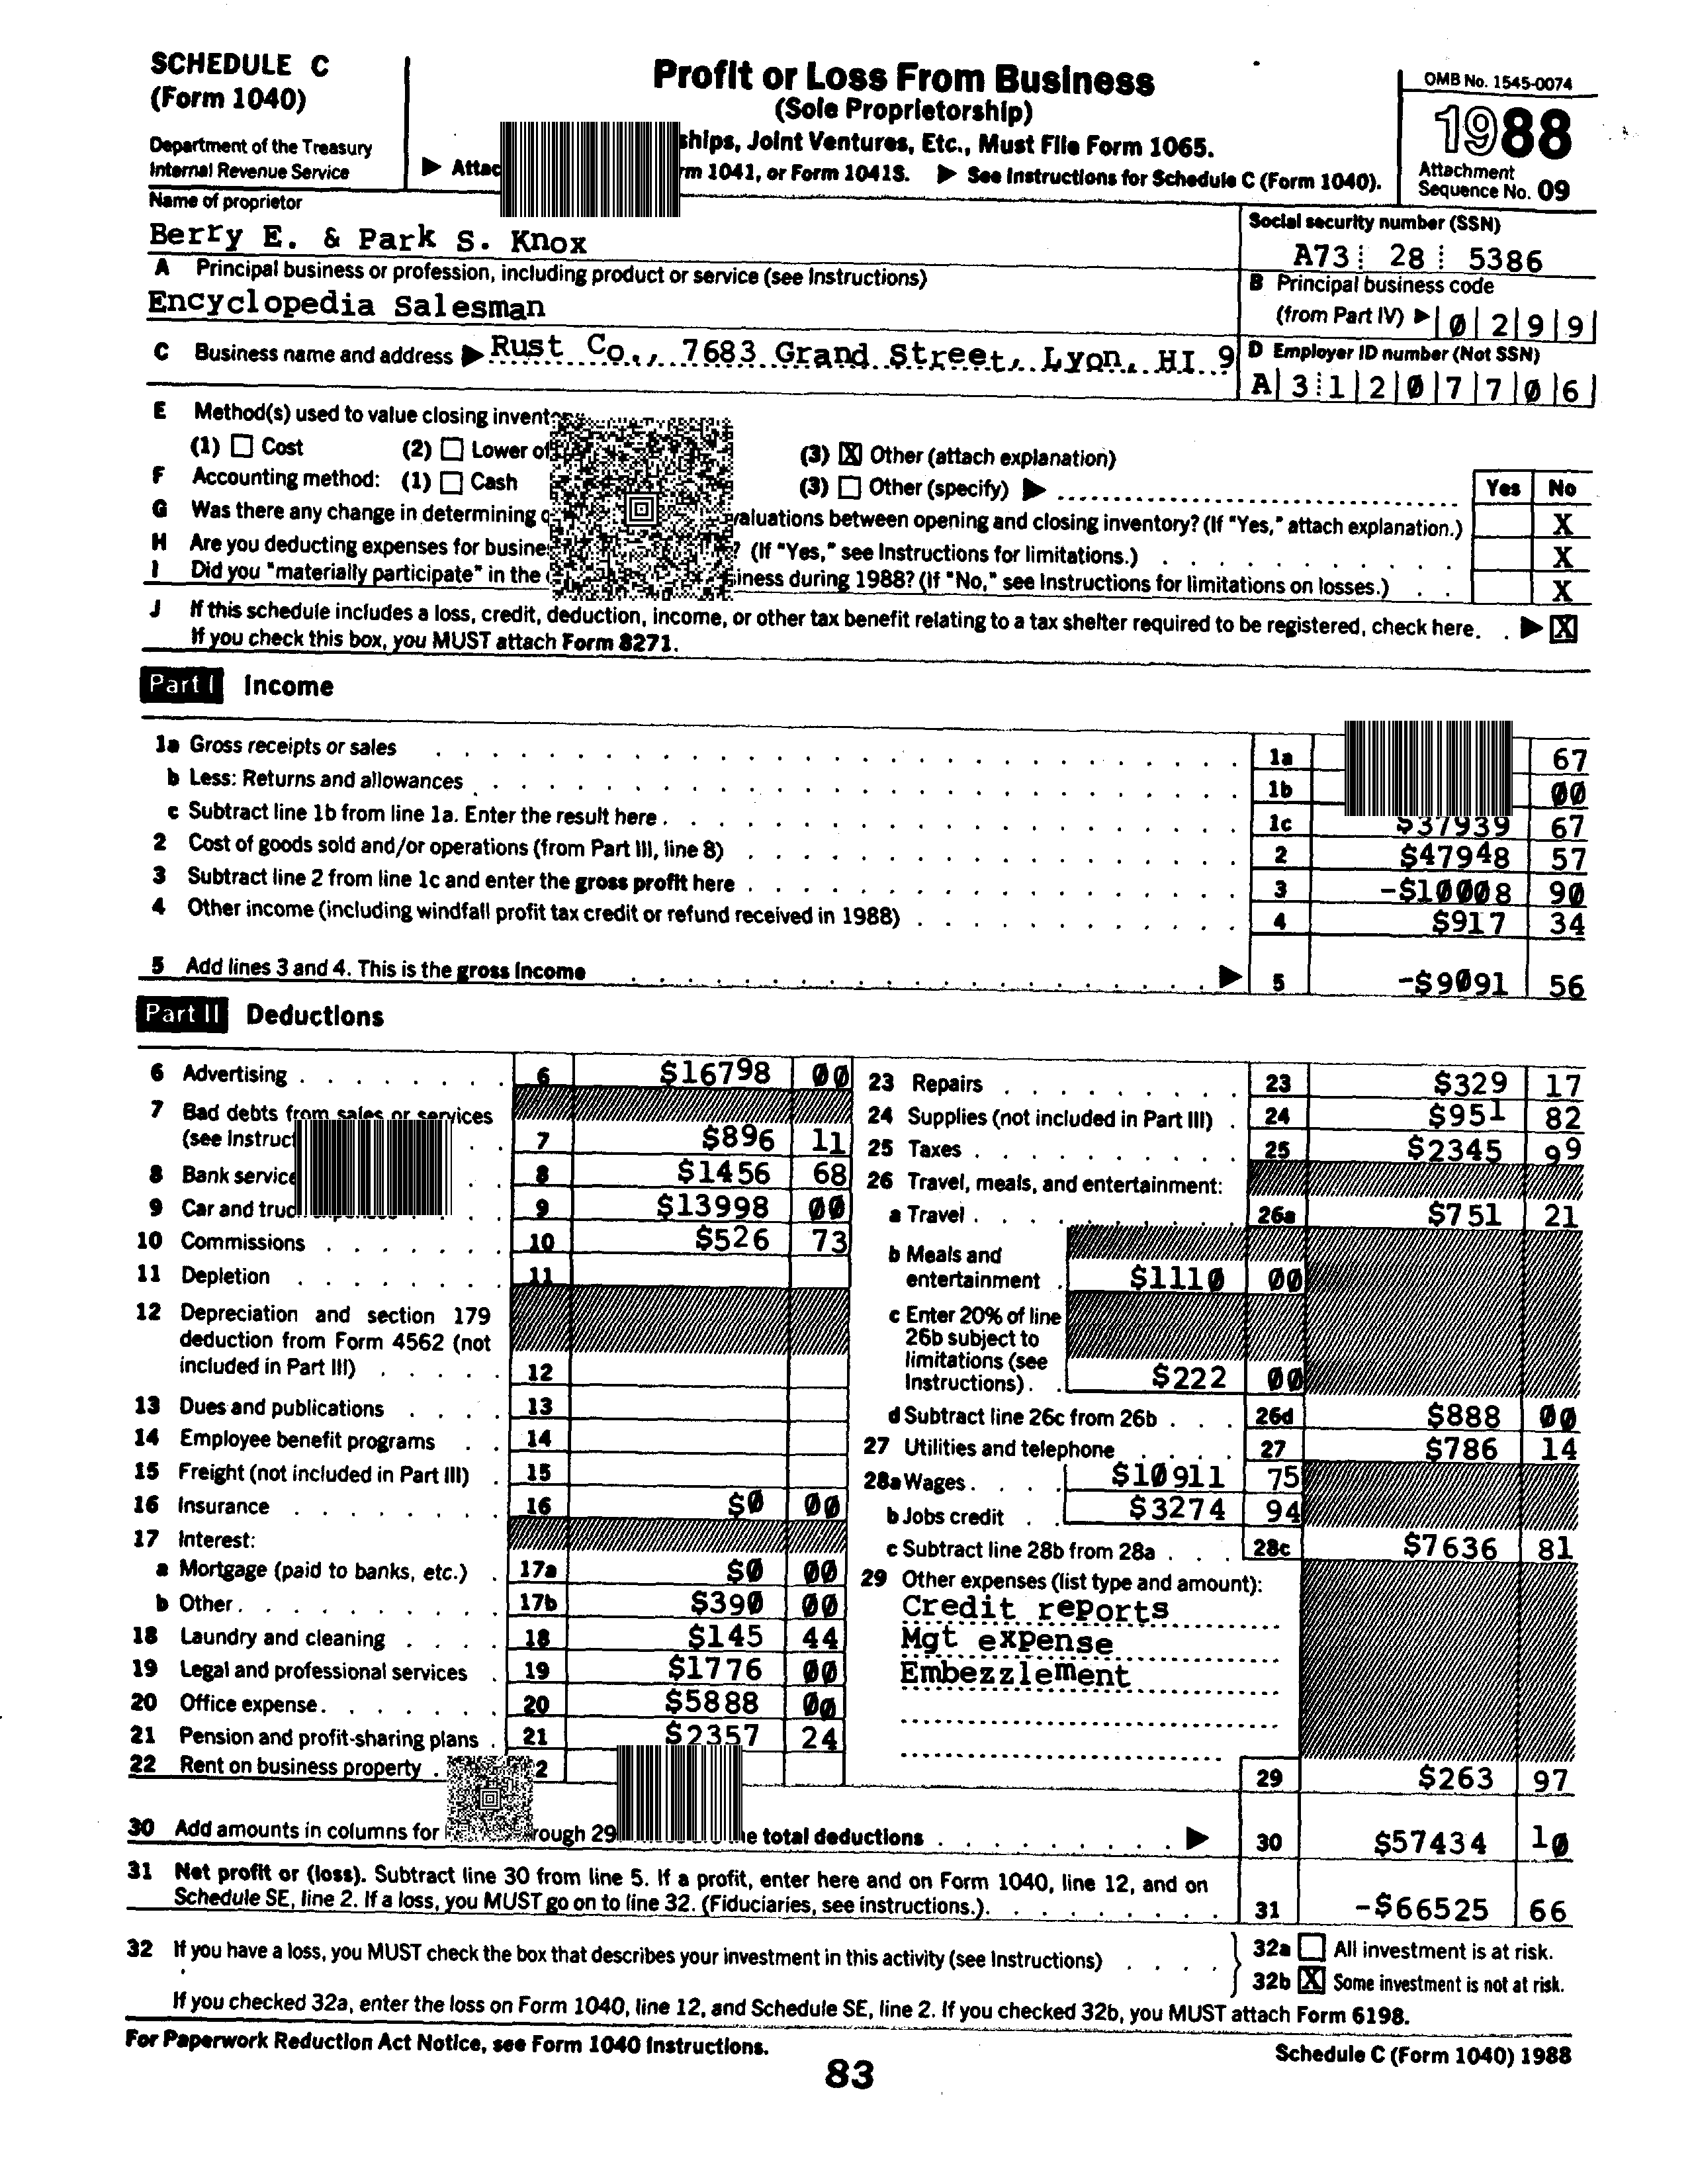 SCHEDULE C
(Form 1040)
Department of the Treasury
Internal Revenue Service
Profit or Loss From Business
(Sole Proprietorship)
ships, Joint Ventures, Etc., Must File Form 1065.
▶ Attac rm 1041, or Form 1041S. ▶ See Instructions for Schedule C (Form 1040).
OMB No. 1545-0074
1988
Attachment
Sequence No. 09
Name of proprietor
Berry E. & Park S. Knox
Social security number (SSN)
A73 28 5386
A Principal business or profession, including product or service (see Instructions)
Encyclopedia Salesman
B Principal business code
(from Part IV) ▶ 0 2 9 9
C Business name and address ▶ Rust Co., 7683 Grand Street, Lyon, HI 9
D Employer ID number (Not SSN)
A 3 1 2 0 7 7 0 6
E Method(s) used to value closing
(1) Cost (2) Lower of (3) X Other (attach explanation)
F Accounting method: (1) Cash (3) Other (specify) ▶
Yes No
G Was there any change in determining valuations between opening and closing inventory? (If "Yes," attach explanation.) X
H Are you deducting expenses for busine ? (If "Yes," see Instructions for limitations.) X
I Did you "materially participate" in the iness during 1988? (If "No," see Instructions for limitations on losses.) X
J If this schedule includes a loss, credit, deduction, income, or other tax benefit relating to a tax shelter required to be registered, check here. ▶ X
If you check this box, you MUST attach Form 8271.
Part I Income
1a Gross receipts or sales 1a 67
b Less: Returns and allowances 1b 00
c Subtract line 1b from line 1a. Enter the result here 1c $37939 67
2 Cost of goods sold and/or operations (from Part III, line 8) 2 $47948 57
3 Subtract line 2 from line 1c and enter the gross profit here 3 -$10008 90
4 Other income (including windfall profit tax credit or refund received in 1988) 4 $917 34
5 Add lines 3 and 4. This is the gross income ▶ 5 -$9091 56
Part II Deductions
6 Advertising 6 $16798 00
7 Bad debts from sales or services
(see Instruc 7 $896 11
8 Bank service 8 $1456 68
9 Car and truck expenses 9 $13998 00
10 Commissions 10 $526 73
11 Depletion 11
12 Depreciation and section 179
deduction from Form 4562 (not
included in Part III) 12
13 Dues and publications 13
14 Employee benefit programs 14
15 Freight (not included in Part III) 15
16 Insurance 16 $0 00
17 Interest:
a Mortgage (paid to banks, etc.) 17a $0 00
b Other 17b $390 00
18 Laundry and cleaning 18 $145 44
19 Legal and professional services 19 $1776 00
20 Office expense 20 $5888 00
21 Pension and profit-sharing plans 21 $2357 24
22 Rent on business property 2
23 Repairs 23 $329 17
24 Supplies (not included in Part III) 24 $951 82
25 Taxes 25 $2345 99
26 Travel, meals, and entertainment:
a Travel 26a $751 21
b Meals and
entertainment $1110 00
c Enter 20% of line
26b subject to
limitations (see
Instructions) $222 00
d Subtract line 26c from 26b 26d $888 00
27 Utilities and telephone 27 $786 14
28a Wages $10911 75
b Jobs credit $3274 94
c Subtract line 28b from 28a 28c $7636 81
29 Other expenses (list type and amount):
Credit reports
Mgt expense
Embezzlement
29 $263 97
30 Add amounts in columns for rough 29 e total deductions ▶ 30 $57434 10
31 Net profit or (loss). Subtract line 30 from line 5. If a profit, enter here and on Form 1040, line 12, and on
Schedule SE, line 2. If a loss, you MUST go on to line 32. (Fiduciaries, see instructions.) 31 -$66525 66
32 If you have a loss, you MUST check the box that describes your investment in this activity (see Instructions)
32a All investment is at risk.
32b X Some investment is not at risk.
If you checked 32a, enter the loss on Form 1040, line 12, and Schedule SE, line 2. If you checked 32b, you MUST attach Form 6198.
For Paperwork Reduction Act Notice, see Form 1040 Instructions.
Schedule C (Form 1040) 1988
83